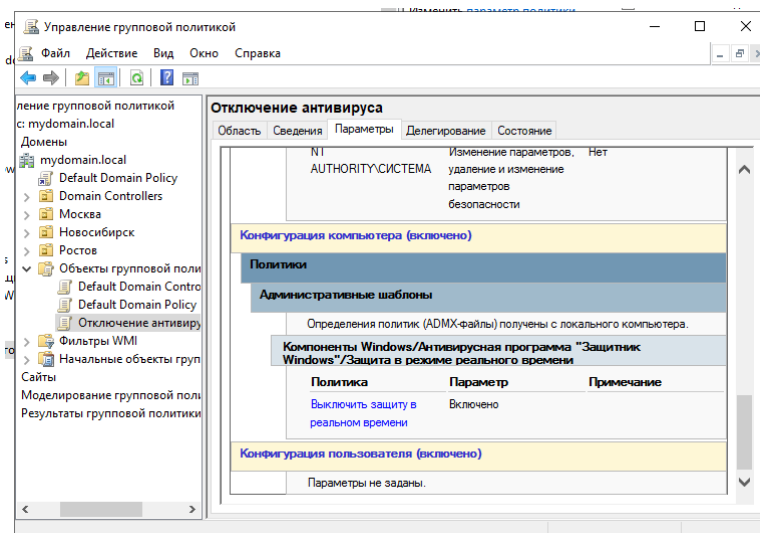 Изменить параметр политики
Управление групповой политикой
Файл Действие Вид Окно Справка
ление групповой политикой
с: mydomain.local
Домены
mydomain.local
Default Domain Policy
Domain Controllers
Москва
Новосибирск
Ростов
Объекты групповой поли
Default Domain Contro
Default Domain Policy
Отключение антивиру
Фильтры WMI
Начальные объекты груп
Сайты
Моделирование групповой поли
Результаты групповой политики
Отключение антивируса
Область Сведения Параметры Делегирование Состояние
NT Изменение параметров, Нет
AUTHORITY\СИСТЕМА удаление и изменение
параметров
безопасности
Конфигурация компьютера (включено)
Политики
Административные шаблоны
Определения политик (ADMX-файлы) получены с локального компьютера.
Компоненты Windows/Антивирусная программа "Защитник
Windows"/Защита в режиме реального времени
Политика Параметр Примечание
Выключить защиту в Включено
реальном времени
Конфигурация пользователя (включено)
Параметры не заданы.